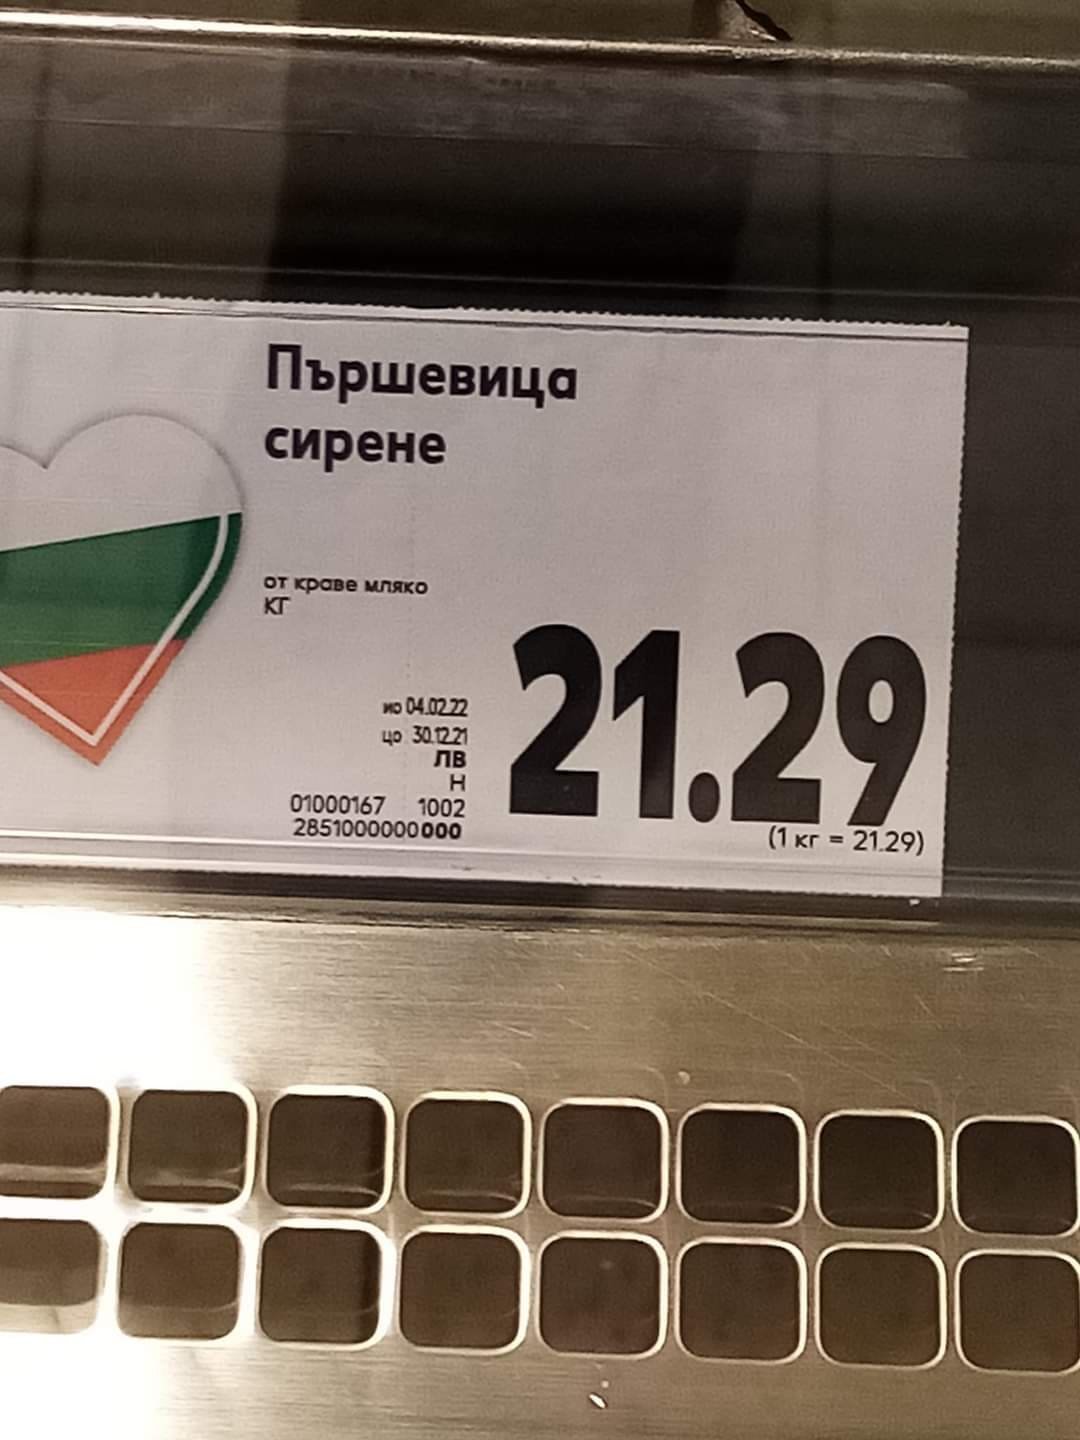 Пършевица
сирене
от краве мляко
КГ
ио 04.02.22
цо 30.12.21
ЛВ
Н
01000167 1002
2851000000000
21.29
(1 кг = 21.29)